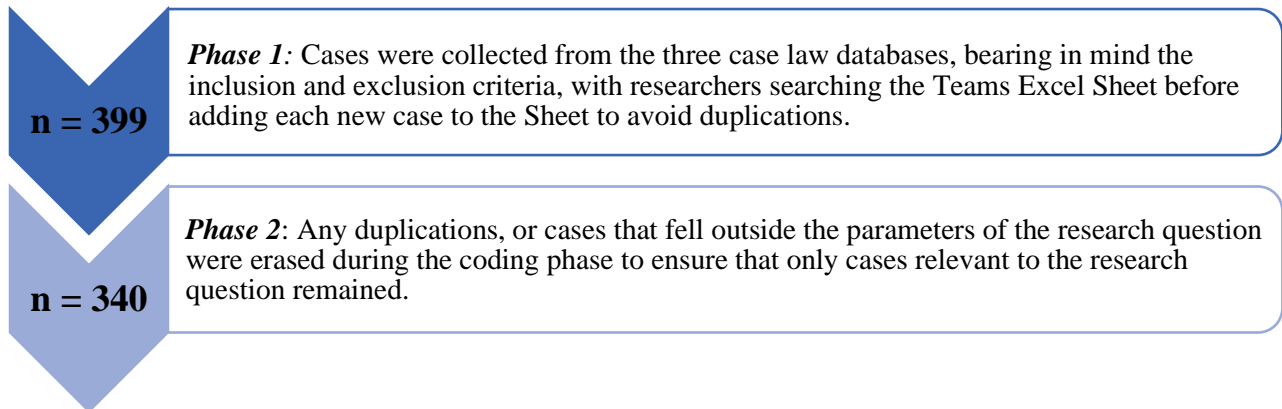 n = 399
Phase 1: Cases were collected from the three case law databases, bearing in mind the
inclusion and exclusion criteria, with researchers searching the Teams Excel Sheet before
adding each new case to the Sheet to avoid duplications.
n = 340
Phase 2: Any duplications, or cases that fell outside the parameters of the research question
were erased during the coding phase to ensure that only cases relevant to the research
question remained.